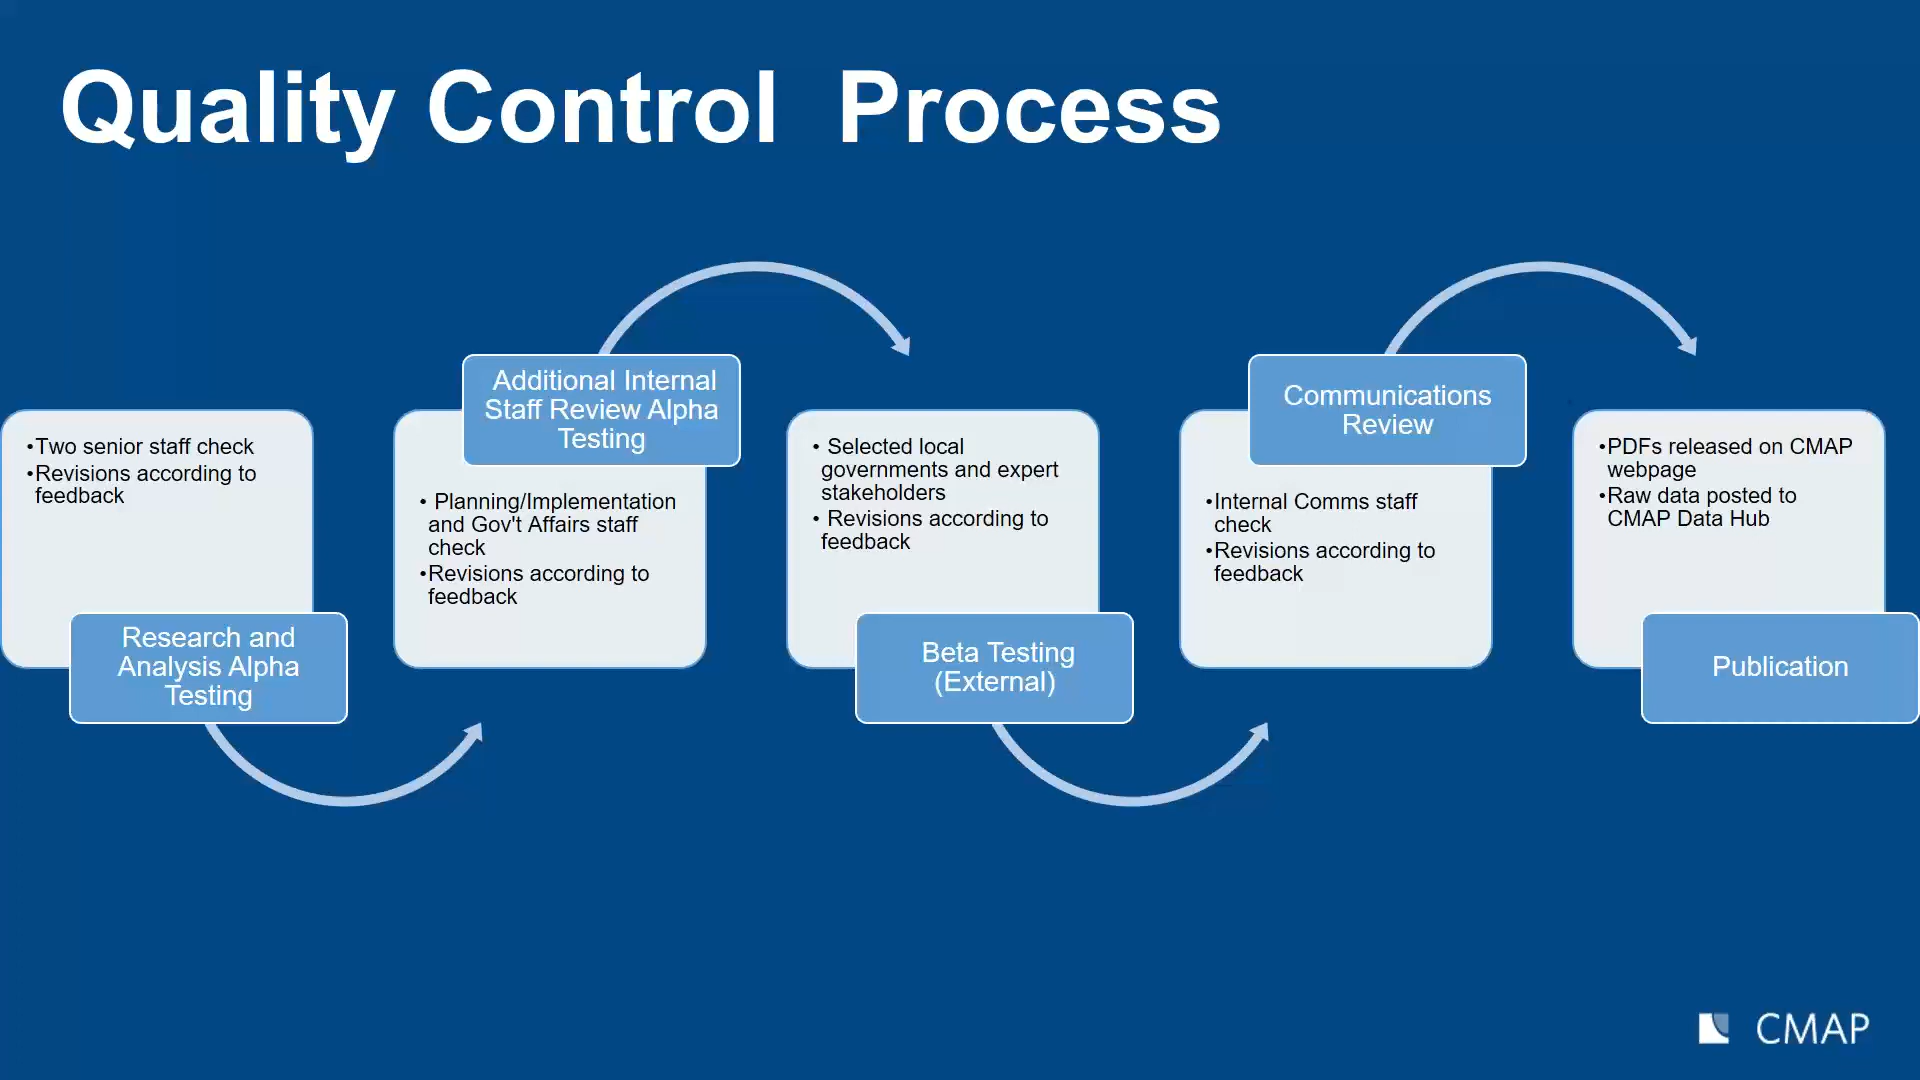 Quality Control  Process
•Two senior staff check
•Revisions according to
feedback
Research and
Analysis Alpha
Testing
Additional Internal
Staff Review Alpha
Testing
• Planning/Implementation
and Gov't Affairs staff
check
•Revisions according to
feedback
• Selected local
governments and expert
stakeholders
• Revisions according to
feedback
Beta Testing
(External)
Communications
Review
•Internal Comms staff
check
•Revisions according to
feedback
•PDFs released on CMAP
webpage
•Raw data posted to
CMAP Data Hub
Publication
CMAP